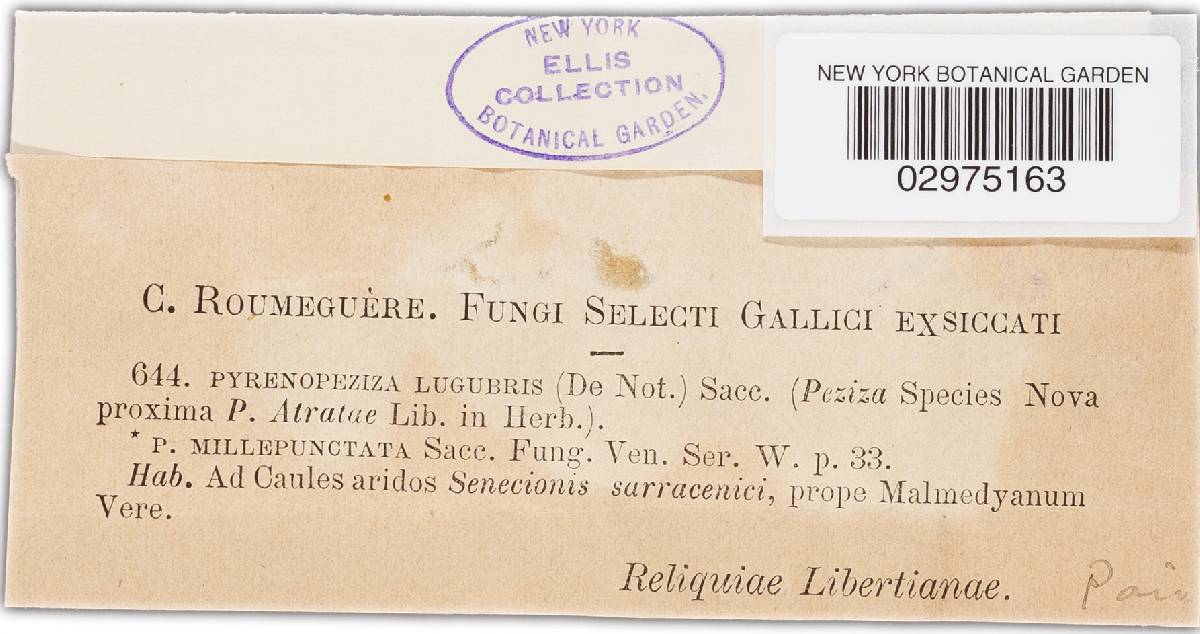 NEW YORK
ELLIS
COLLECTION
BOTANICAL GARDEN.
NEW YORK BOTANICAL GARDEN
02975163
C. ROUMEGUÈRE. FUNGI SELECTI GALLICI EXSICCATI
644. PYRENOPEZIZA LUGUBRIS (De Not.) Sacc. (Peziza Species Nova
proxima P. Atratae Lib. in Herb.).
* P. MILLEPUNCTATA Sacc. Fung. Ven. Ser. W. p. 33.
Hab. Ad Caules aridos Senecionis sarracenici, prope Malmedyanum
Vere.
Reliquiae Libertianae.